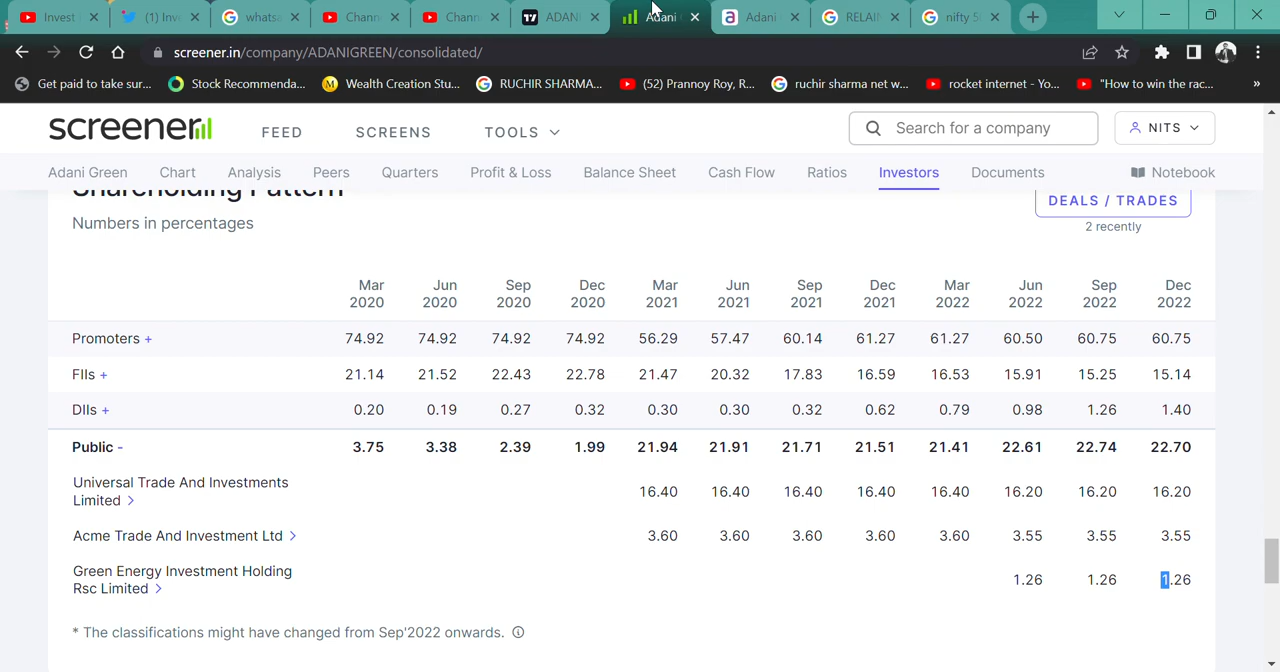 Invest
(1) Inv
whats
Chann
Chann
ADANI
Adani
Adani
RELAIN
nifty 5
screener.in/company/ADANIGREEN/consolidated/
Get paid to take sur...
Stock Recommenda...
Wealth Creation Stu...
RUCHIR SHARMA...
(52) Prannoy Roy, R...
ruchir sharma net w...
rocket internet - Yo...
"How to win the rac...
»
screener
FEED
SCREENS
TOOLS
Search for a company
NITS
Adani Green
Chart
Analysis
Peers
Quarters
Profit & Loss
Balance Sheet
Cash Flow
Ratios
Investors
Documents
Notebook
Shareholding Pattern
Numbers in percentages
DEALS / TRADES
2 recently
Mar 2020 Jun 2020 Sep 2020 Dec 2020 Mar 2021 Jun 2021 Sep 2021 Dec 2021 Mar 2022 Jun 2022 Sep 2022 Dec 2022
Promoters + 74.92 74.92 74.92 74.92 56.29 57.47 60.14 61.27 61.27 60.50 60.75 60.75
FIIs + 21.14 21.52 22.43 22.78 21.47 20.32 17.83 16.59 16.53 15.91 15.25 15.14
DIIs + 0.20 0.19 0.27 0.32 0.30 0.30 0.32 0.62 0.79 0.98 1.26 1.40
Public - 3.75 3.38 2.39 1.99 21.94 21.91 21.71 21.51 21.41 22.61 22.74 22.70
Universal Trade And Investments
Limited > 16.40 16.40 16.40 16.40 16.40 16.20 16.20 16.20
Acme Trade And Investment Ltd > 3.60 3.60 3.60 3.60 3.60 3.55 3.55 3.55
Green Energy Investment Holding
Rsc Limited > 1.26 1.26 1.26
* The classifications might have changed from Sep'2022 onwards.